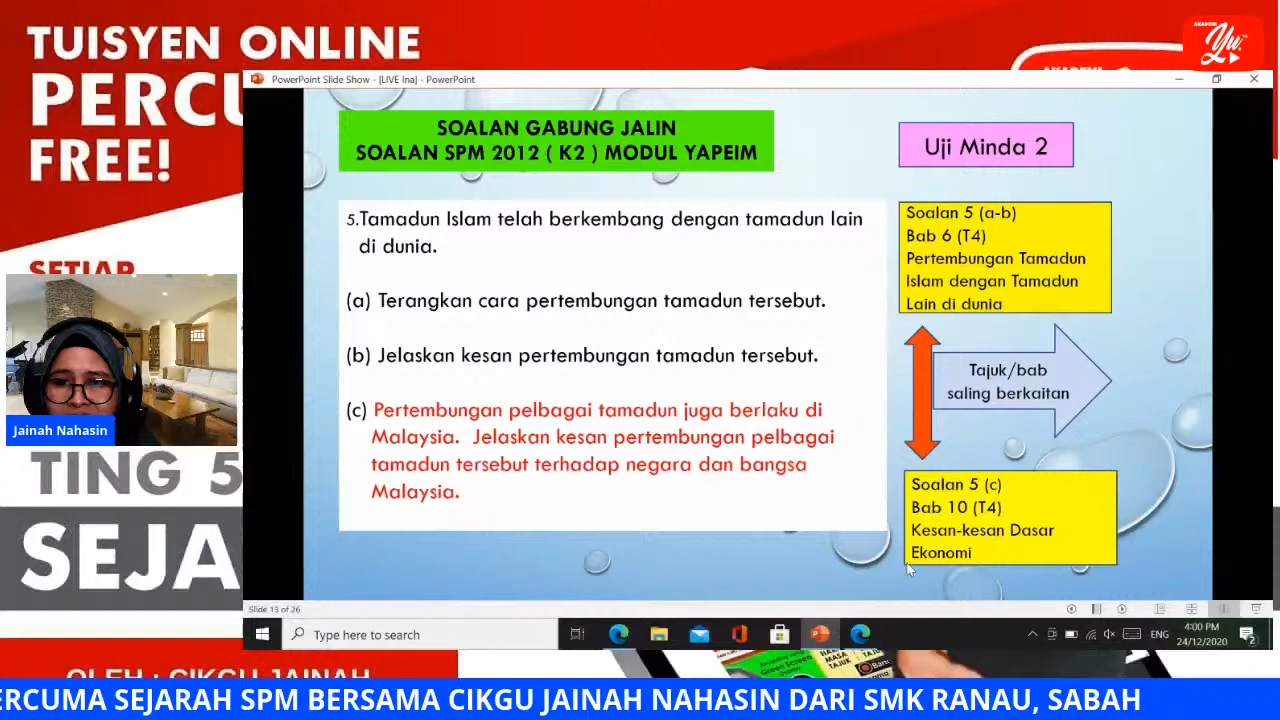 TUISYEN ONLINE
PERCU
FREE!
SETIAP
Jainah Nahasin
TING 5
SEJA
OLEH : CIKGU JAINAH
AKADEMI
Yu.
PowerPoint Slide Show - [LIVE Ina] - PowerPoint
SOALAN GABUNG JALIN
SOALAN SPM 2012 ( K2 ) MODUL YAPEIM
Uji Minda 2
5.Tamadun Islam telah berkembang dengan tamadun lain
di dunia.
(a) Terangkan cara pertembungan tamadun tersebut.
(b) Jelaskan kesan pertembungan tamadun tersebut.
(c) Pertembungan pelbagai tamadun juga berlaku di
Malaysia. Jelaskan kesan pertembungan pelbagai
tamadun tersebut terhadap negara dan bangsa
Malaysia.
Soalan 5 (a-b)
Bab 6 (T4)
Pertembungan Tamadun
Islam dengan Tamadun
Lain di dunia
Tajuk/bab
saling berkaitan
Soalan 5 (c)
Bab 10 (T4)
Kesan-kesan Dasar
Ekonomi
Slide 13 of 26
Type here to search
ENG
4:00 PM
24/12/2020
2
ERCUMA SEJARAH SPM BERSAMA CIKGU JAINAH NAHASIN DARI SMK RANAU, SABAH